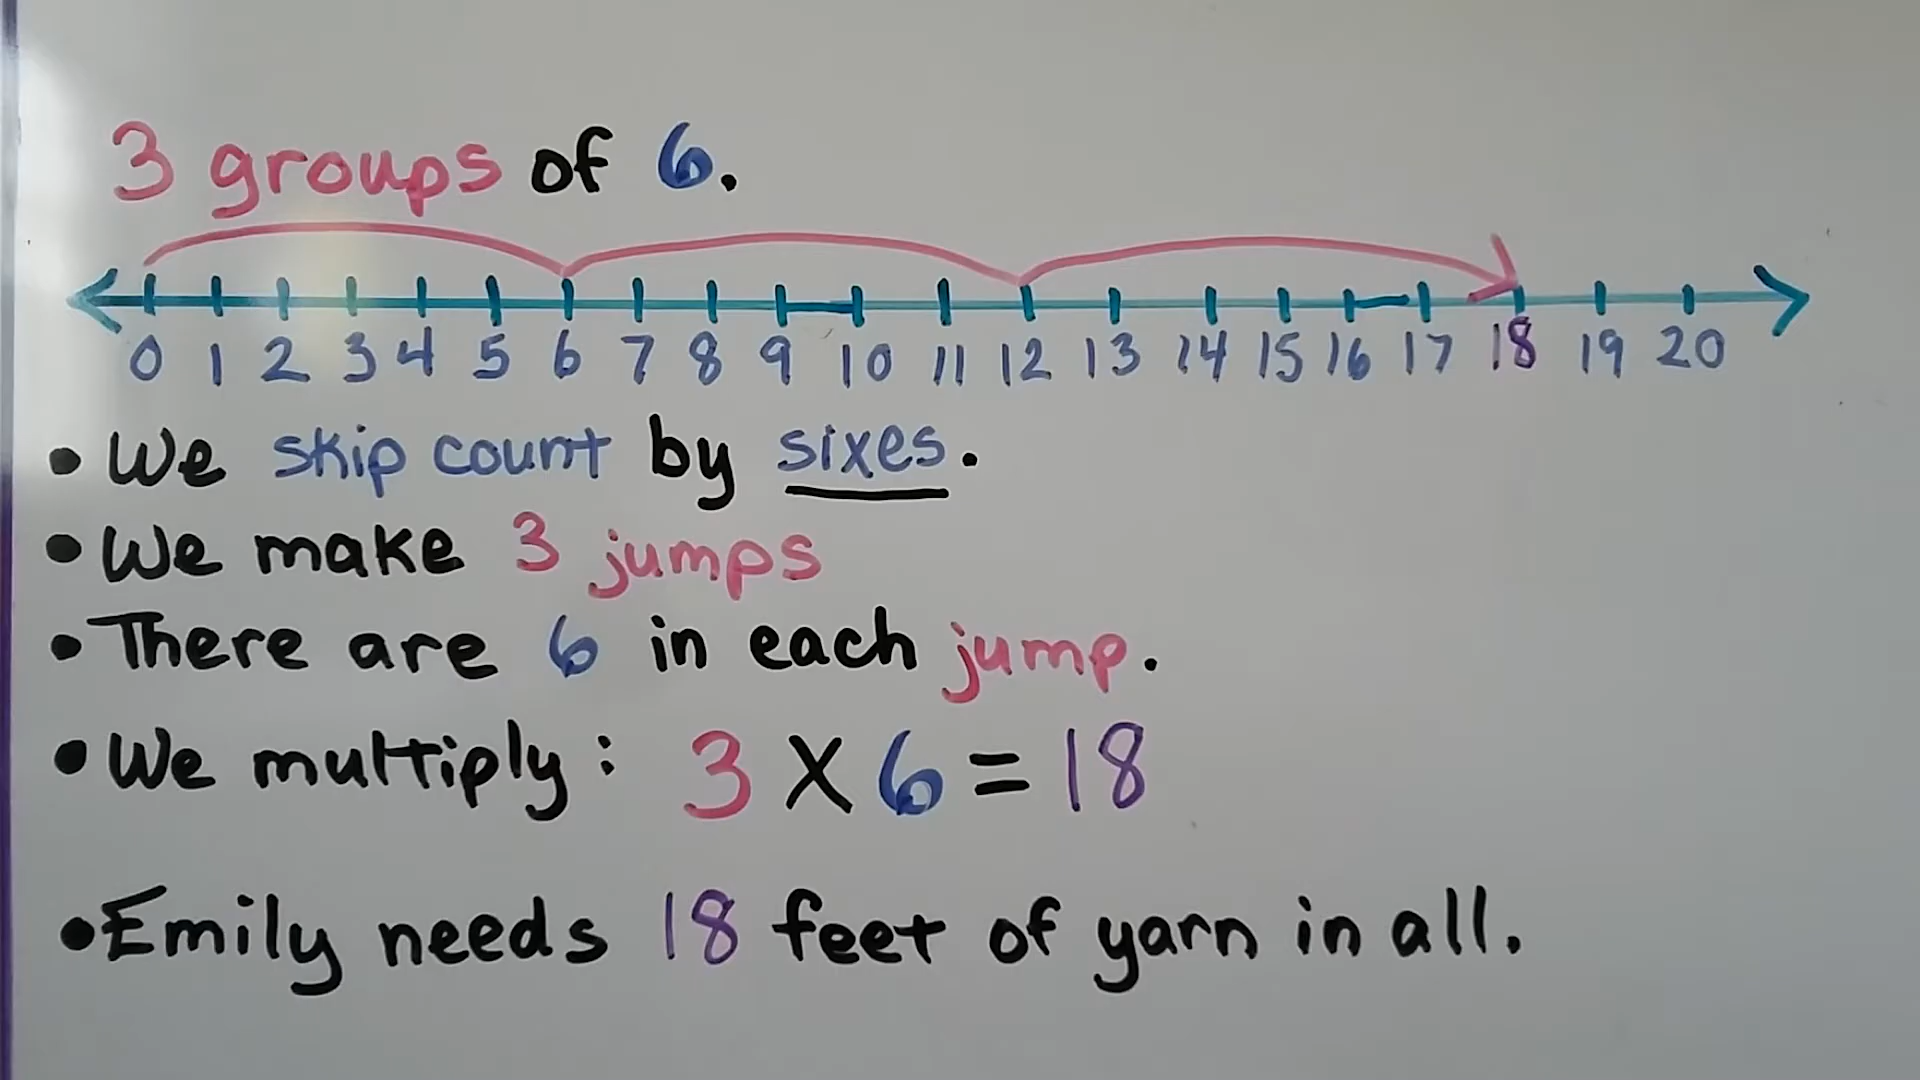 3 groups of 6.
0 1 2 3 4 5 6 7 8 9 10 11 12 13 14 15 16 17 18 19 20
• We skip count by sixes.
• We make 3 jumps
• There are 6 in each jump.
• We multiply: 3 X 6 = 18
• Emily needs 18 feet of yarn in all.